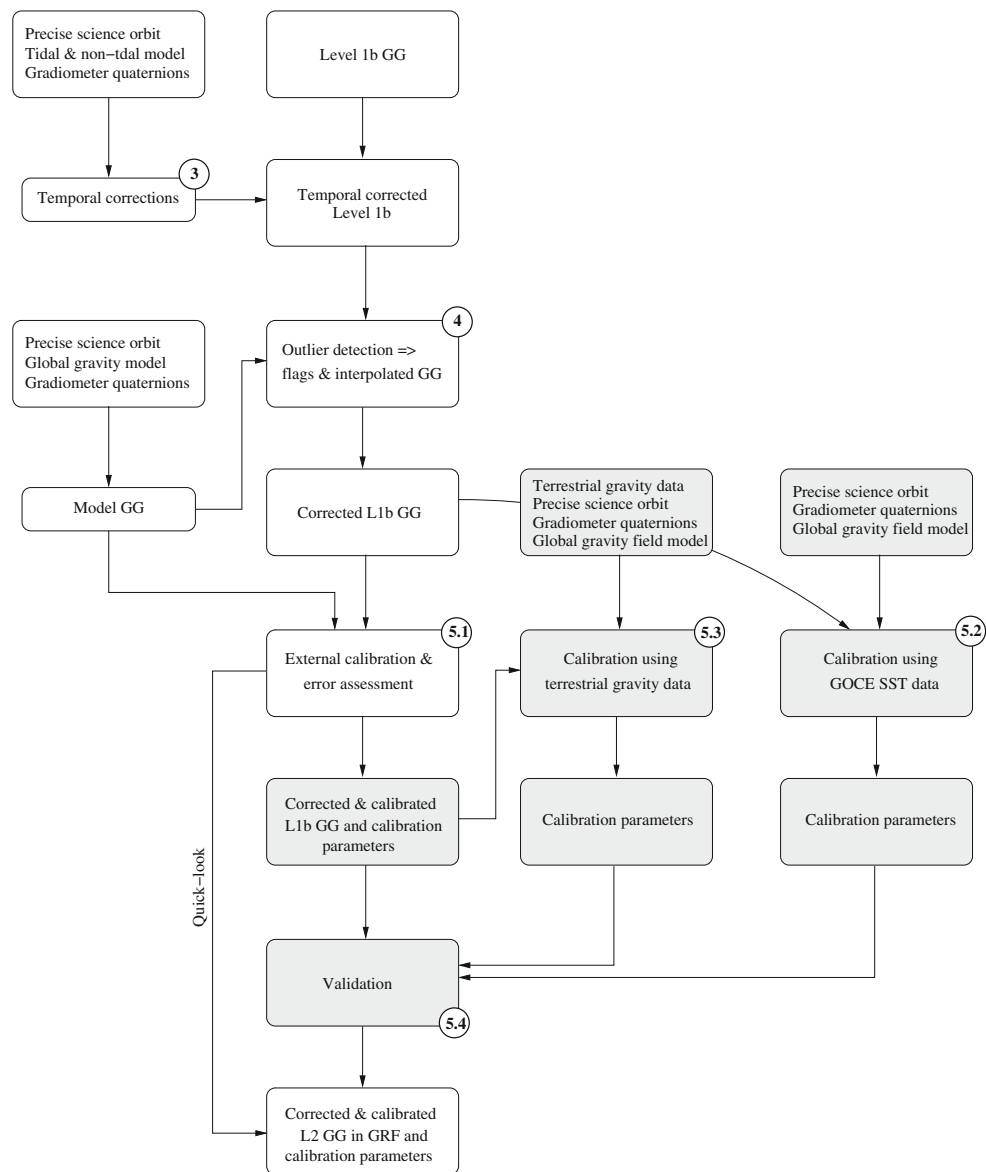 Precise science orbit
Tidal & non−tdal model
Gradiometer quaternions
Level 1b GG
3
Temporal corrections
Temporal corrected
Level 1b
4
Precise science orbit
Global gravity model
Gradiometer quaternions
Outlier detection =>
flags & interpolated GG
Model GG
Corrected L1b GG
Terrestrial gravity data
Precise science orbit
Gradiometer quaternions
Global gravity field model
Precise science orbit
Gradiometer quaternions
Global gravity field model
5.1
External calibration &
error assessment
5.3
Calibration using
terrestrial gravity data
5.2
Calibration using
GOCE SST data
Corrected & calibrated
L1b GG and calibration
parameters
Calibration parameters
Calibration parameters
Quick−look
Validation
5.4
Corrected & calibrated
L2 GG in GRF and
calibration parameters